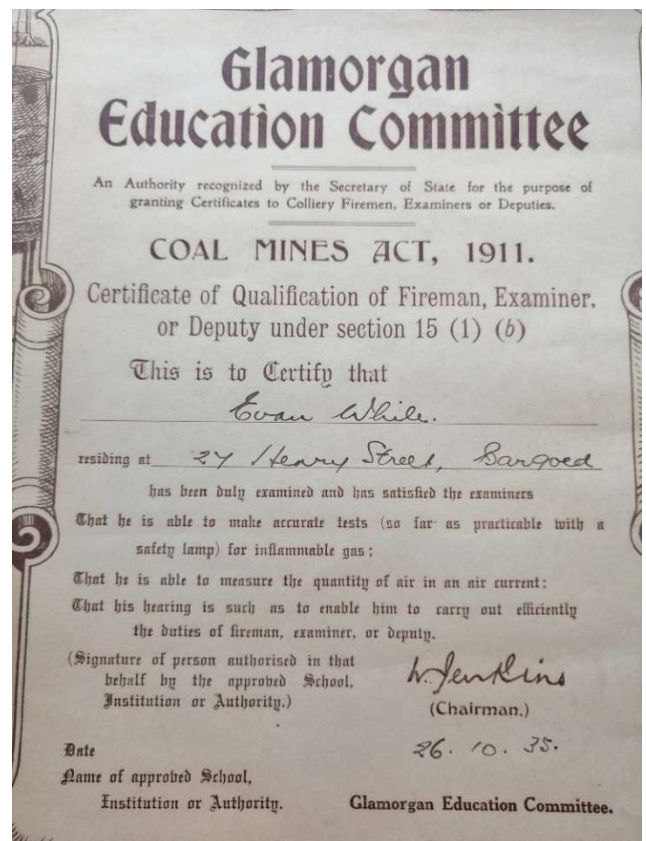 Glamorgan
Education Committee
An Authority recognized by the Secretary of State for the purpose of
granting Certificates to Colliery Firemen, Examiners or Deputies.
COAL MINES ACT, 1911.
Certificate of Qualification of Fireman, Examiner,
or Deputy under section 15 (1) (b)
This is to Certify that
Evan White.
residing at 27 Henry Street, Bargoed
has been duly examined and has satisfied the examiners
That he is able to make accurate tests (so far as practicable with a
safety lamp) for inflammable gas;
That he is able to measure the quantity of air in an air current;
That his hearing is such as to enable him to carry out efficiently
the duties of fireman, examiner, or deputy.
(Signature of person authorised in that
behalf by the approved School,
Institution or Authority.)
W. Jenkins
(Chairman.)
Date 26. 10. 35.
Name of approved School,
Institution or Authority. Glamorgan Education Committee.